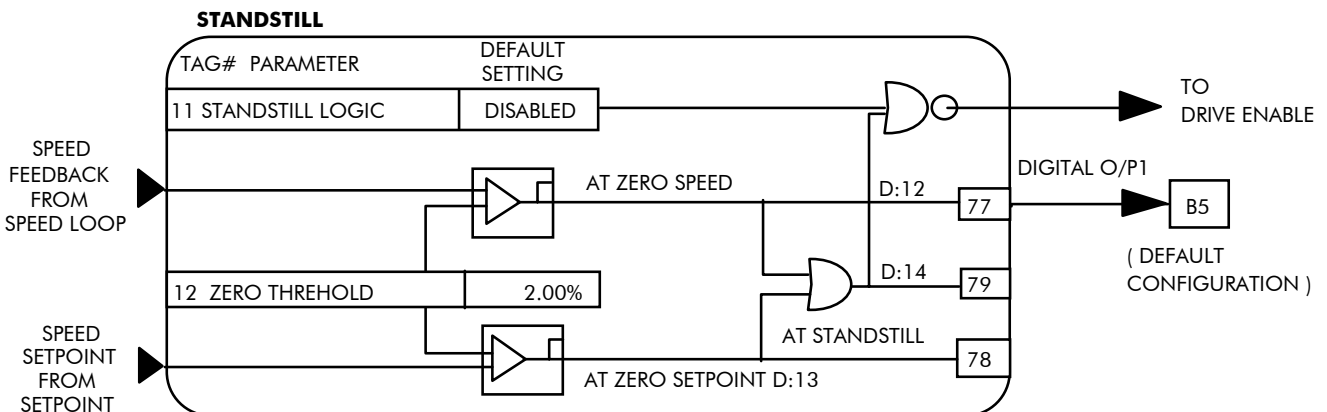 STANDSTILL
TAG# PARAMETER
DEFAULT
SETTING
11 STANDSTILL LOGIC
DISABLED
TO
DRIVE ENABLE
SPEED
FEEDBACK
FROM
SPEED LOOP
AT ZERO SPEED
D:12
77
DIGITAL O/P1
B5
( DEFAULT
CONFIGURATION )
12 ZERO THREHOLD
2.00%
D:14
79
AT STANDSTILL
SPEED
SETPOINT
FROM
SETPOINT
AT ZERO SETPOINT D:13
78